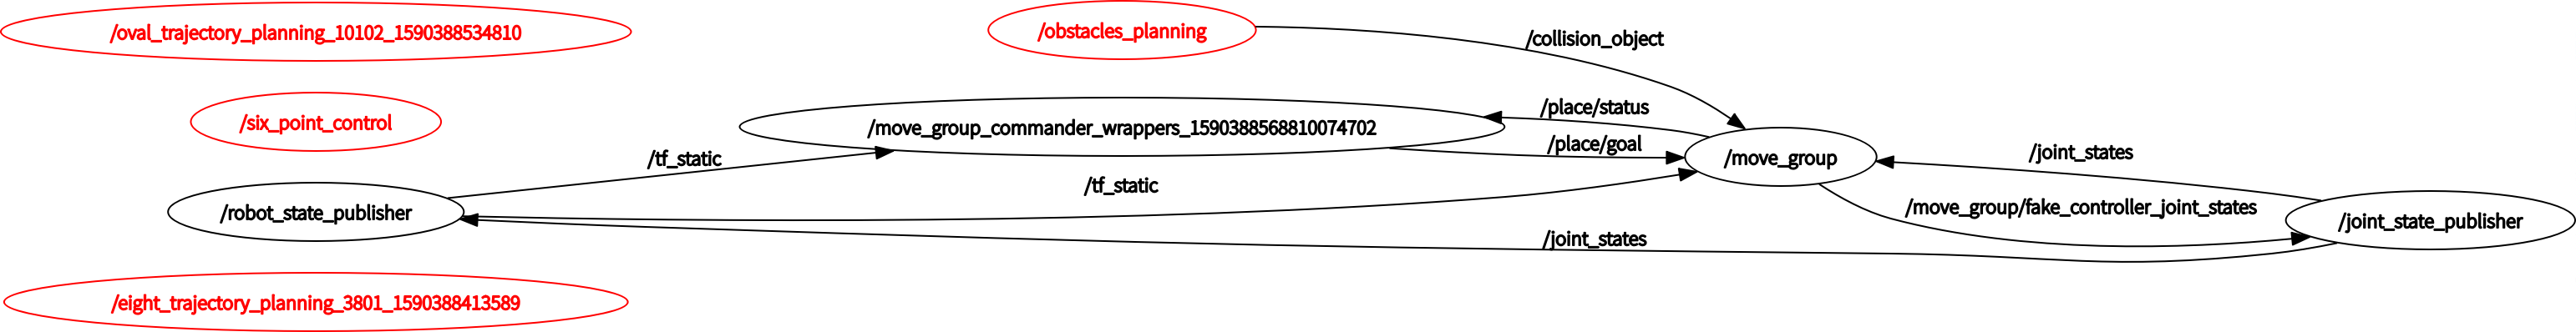 /oval_trajectory_planning_10102_1590388534810
/obstacles_planning
/collision_object
/six_point_control
/move_group_commander_wrappers_1590388568810074702
/place/status
/place/goal
/move_group
/joint_states
/tf_static
/tf_static
/robot_state_publisher
/move_group/fake_controller_joint_states
/joint_state_publisher
/joint_states
/eight_trajectory_planning_3801_1590388413589